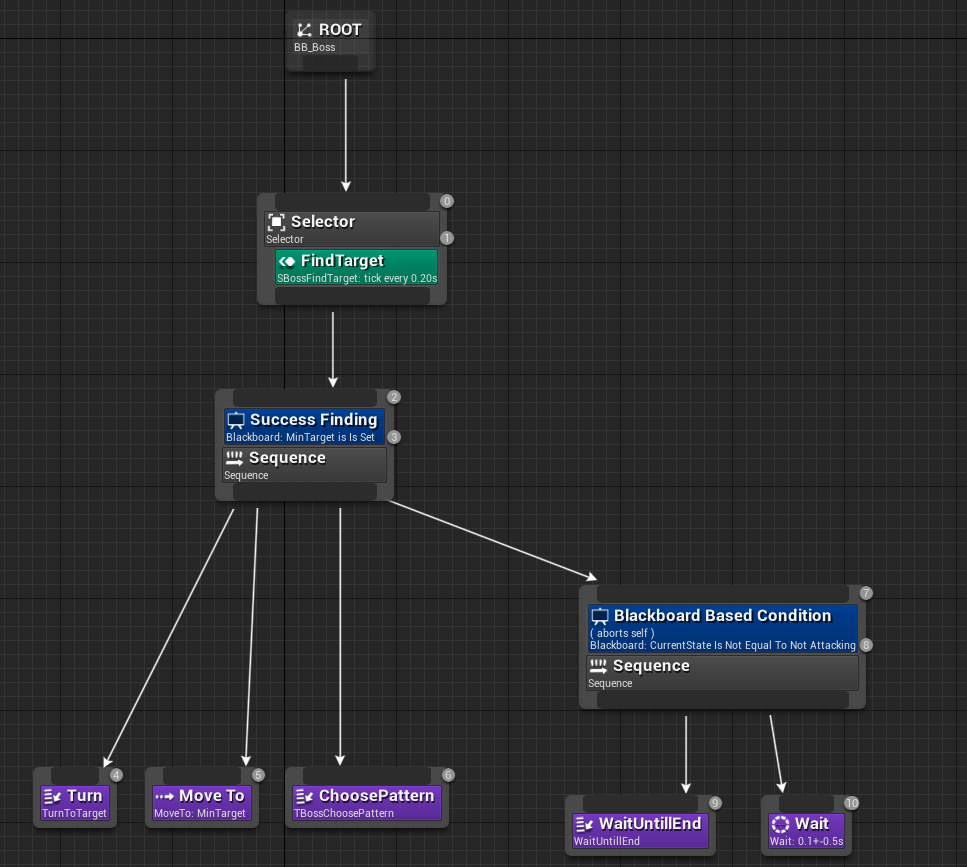 ROOT
BB_Boss
0
Selector
Selector
1
FindTarget
SBossFindTarget: tick every 0.20s
2
Success Finding
Blackboard: MinTarget is Is Set
3
Sequence
Sequence
7
Blackboard Based Condition
( aborts self )
Blackboard: CurrentState Is Not Equal To Not Attacking
8
Sequence
Sequence
4
Turn
TurnToTarget
5
Move To
MoveTo: MinTarget
6
ChoosePattern
TBossChoosePattern
9
WaitUntillEnd
WaitUntillEnd
10
Wait
Wait: 0.1+-0.5s